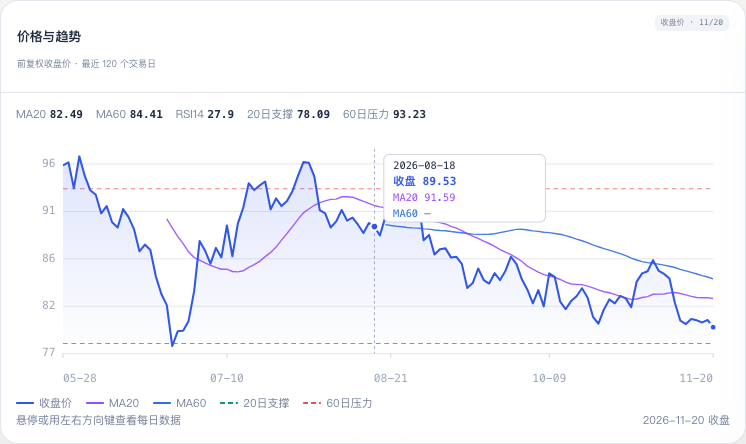 收盘价 · 11/20
价格与趋势
前复权收盘价 · 最近 120 个交易日
MA20 82.49 MA60 84.41 RSI14 27.9 20日支撑 78.09 60日压力 93.23
2026-08-18
收盘 89.53
MA20 91.59
MA60 —
96
91
86
82
77
05-28 07-10 08-21 10-09 11-20
收盘价 MA20 MA60 20日支撑 60日压力
悬停或用左右方向键查看每日数据 2026-11-20 收盘